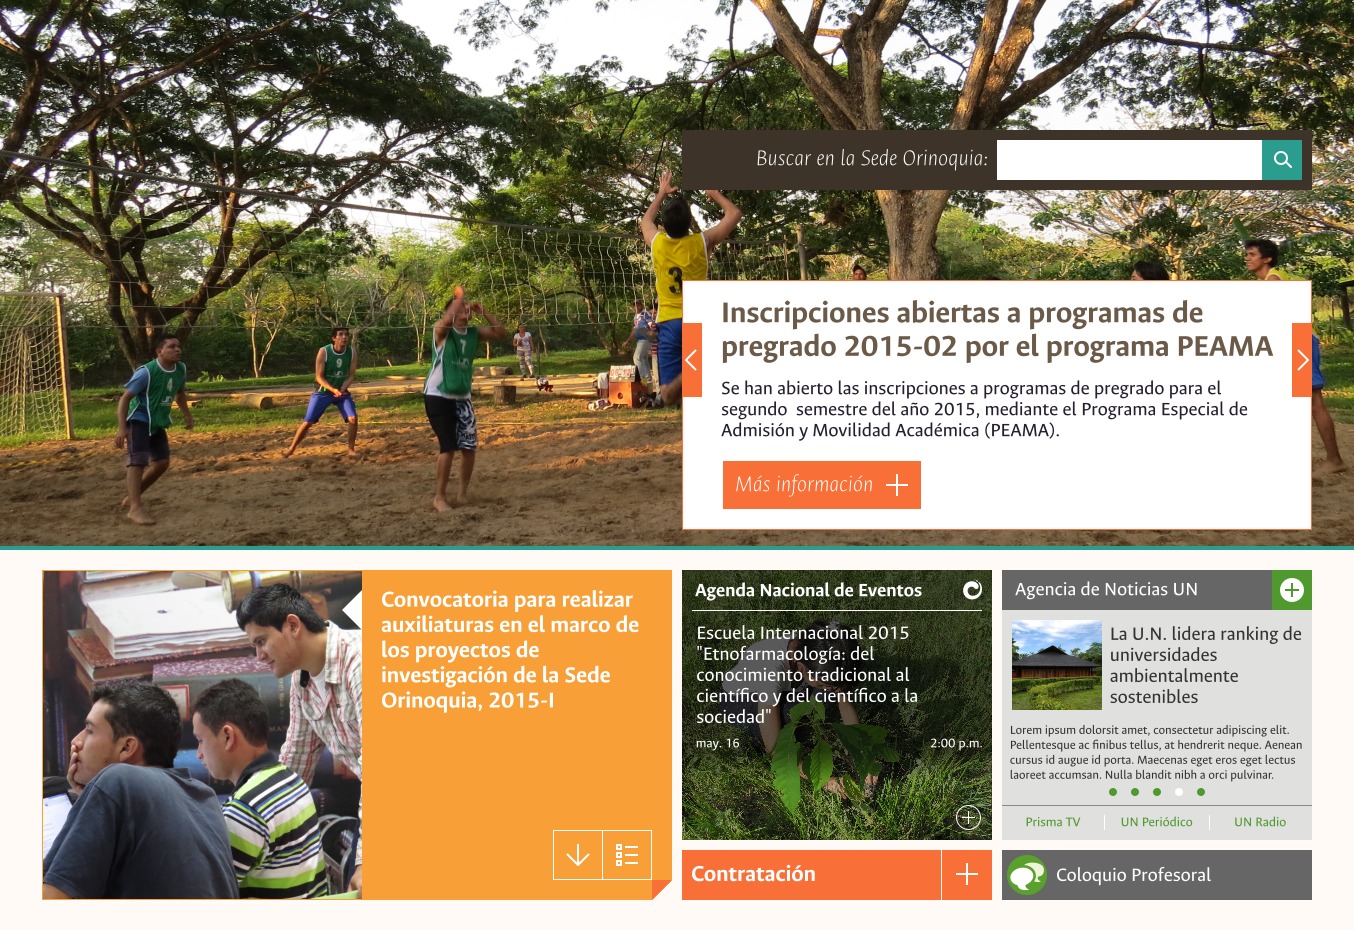 Buscar en la Sede Orinoquia:
3
Inscripciones abiertas a programas de
pregrado 2015-02 por el programa PEAMA
Se han abierto las inscripciones a programas de pregrado para el
segundo semestre del año 2015, mediante el Programa Especial de
Admisión y Movilidad Académica (PEAMA).
Más información
4
9
Convocatoria para realizar
auxiliaturas en el marco de
los proyectos de
investigación de la Sede
Orinoquia, 2015-I
Agenda Nacional de Eventos
Escuela Internacional 2015
"Etnofarmacología: del
conocimiento tradicional al
científico y del científico a la
sociedad"
may. 16 2:00 p.m.
Contratación
Agencia de Noticias UN
La U.N. lidera ranking de
universidades
ambientalmente
sostenibles
Lorem ipsum dolorsit amet, consectetur adipiscing elit.
Pellentesque ac finibus tellus, at hendrerit neque. Aenean
cursus id augue id porta. Maecenas eget eros eget lectus
laoreet accumsan. Nulla blandit nibh a orci pulvinar.
Prisma TV UN Periódico UN Radio
Coloquio Profesoral